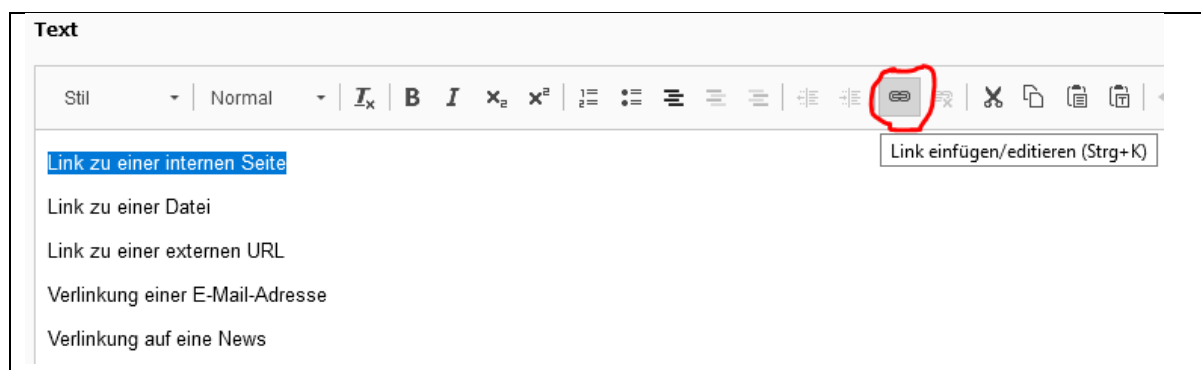 Text
Stil Normal
Link einfügen/editieren (Strg+K)
Link zu einer internen Seite
Link zu einer Datei
Link zu einer externen URL
Verlinkung einer E-Mail-Adresse
Verlinkung auf eine News